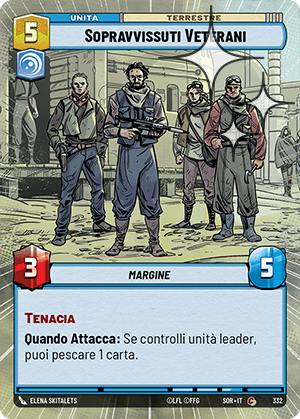 UNITÀ
TERRESTRE
5
SOPRAVVISSUTI VETERANI
3
MARGINE
5
TENACIA
Quando Attacca: Se controlli unità leader,
puoi pescare 1 carta.
ELENA SKITALETS
©LFL ©FFG
SOR•IT
C
332